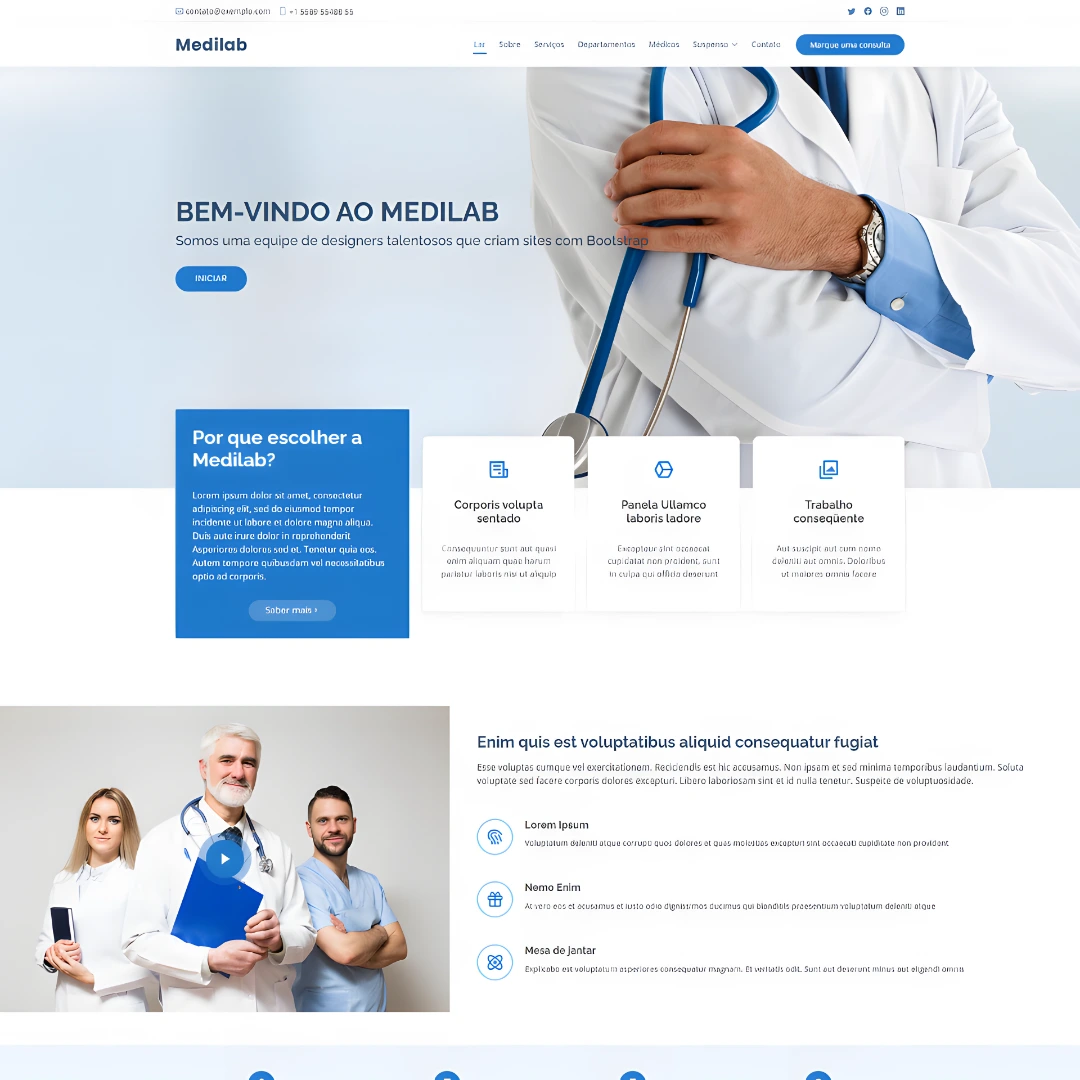 contato@exemplo.com +1 5589 55488 55
Medilab
Lar Sobre Serviços Departamentos Médicos Suspenso Contato Marque uma consulta
BEM-VINDO AO MEDILAB
Somos uma equipe de designers talentosos que criam sites com Bootstrap
INICIAR
Por que escolher a
Medilab?
Lorem ipsum dolor sit amet, consectetur
adipiscing elit, sed do eiusmod tempor
incididunt ut labore et dolore magna aliqua.
Duis aute irure dolor in reprehenderit
Asperiores dolores sed et. Tenetur quia eos.
Autem tempore quibusdam vel necessitatibus
optio ad corporis.
Saber mais
Corporis volupta
sentado
Consequuntur sunt aut quasi
enim aliquam quae harum
pariatur laboris nisi ut aliquip
Panela Ullamco
laboris ladore
Excepteur sint occaecat
cupidatat non proident, sunt
in culpa qui officia deserunt
Trabalho
conseqüente
Aut suscipit aut cum nemo
deleniti aut omnis. Doloribus
ut maiores omnis facere
Enim quis est voluptatibus aliquid consequatur fugiat
Esse voluptas cumque vel exercitationem. Reiciendis est hic accusamus. Non ipsam et sed minima temporibus laudantium. Soluta
voluptate sed facere corporis dolores excepturi. Libero laboriosam sint et id nulla tenetur. Suspeite de voluptuosidade.
Lorem Ipsum
Voluptatum deleniti atque corrupti quos dolores et quas molestias excepturi sint occaecati cupiditate non provident
Nemo Enim
At vero eos et accusamus et iusto odio dignissimos ducimus qui blanditiis praesentium voluptatum deleniti atque
Mesa de jantar
Explicabo est voluptatum asperiores consequatur magnam. Et veritatis odit. Sunt aut deserunt minus aut eligendi omnis